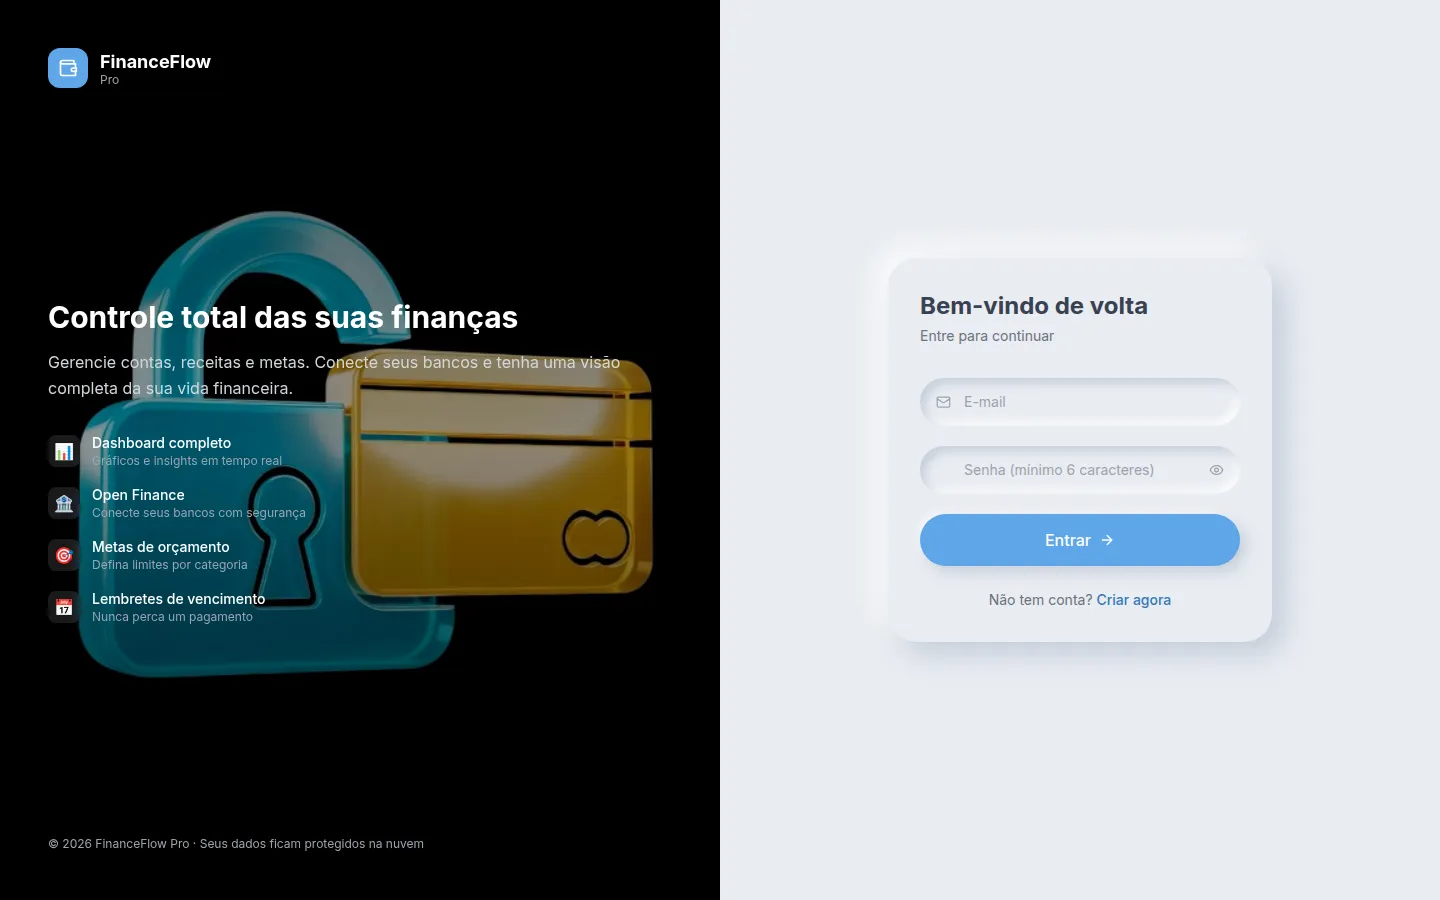 FinanceFlow
Pro
Controle total das suas finanças
Gerencie contas, receitas e metas. Conecte seus bancos e tenha uma visão
completa da sua vida financeira.
Dashboard completo
Gráficos e insights em tempo real
Open Finance
Conecte seus bancos com segurança
Metas de orçamento
Defina limites por categoria
17
Lembretes de vencimento
Nunca perca um pagamento
© 2026 FinanceFlow Pro · Seus dados ficam protegidos na nuvem
Bem-vindo de volta
Entre para continuar
E-mail
Senha (mínimo 6 caracteres)
Entrar →
Não tem conta? Criar agora